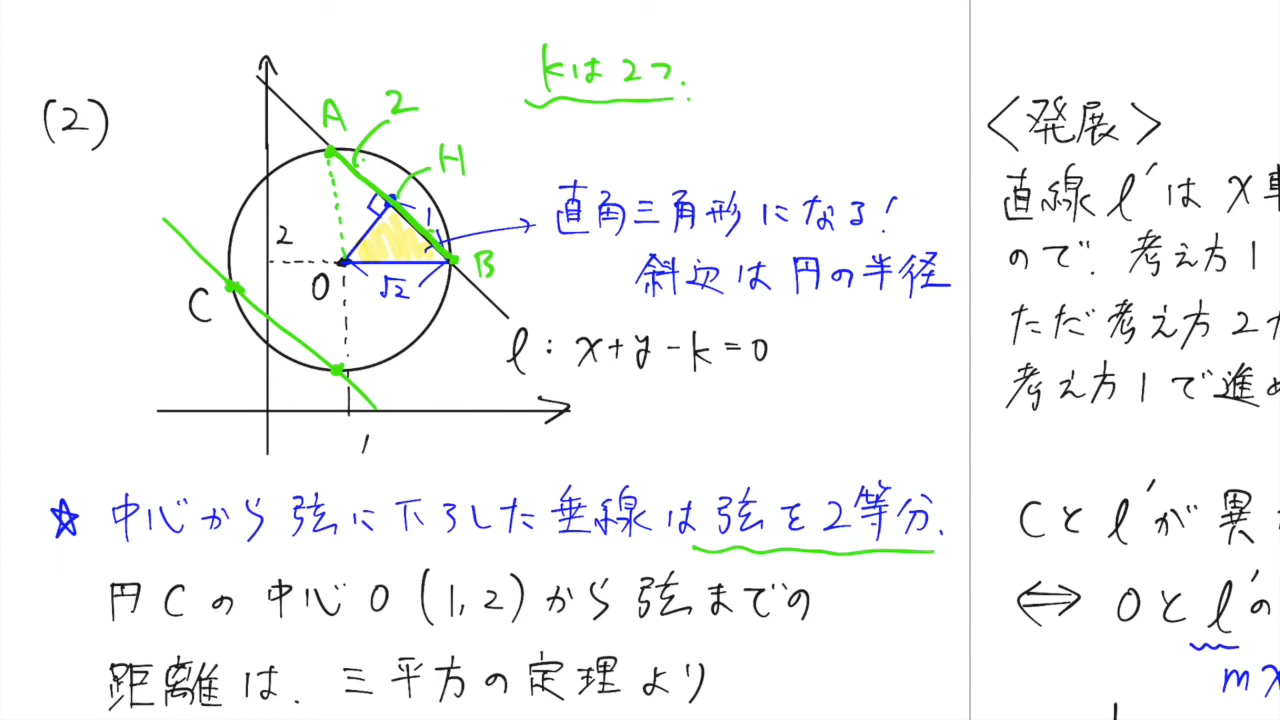 (2)
kは2つ.
A
2
H
1
2
O
√2
B
C
1
直角三角形になる!
斜辺は円の半径
l: x+y-k=0
☆ 中心から弦に下ろした垂線は弦を2等分.
円Cの中心O(1,2)から弦までの
距離は、三平方の定理より
<発展>
直線l'はx
ので、考え方1
ただ考え方2
考え方1で進め
Cとl'が異
⇔ Oとl'の
mx